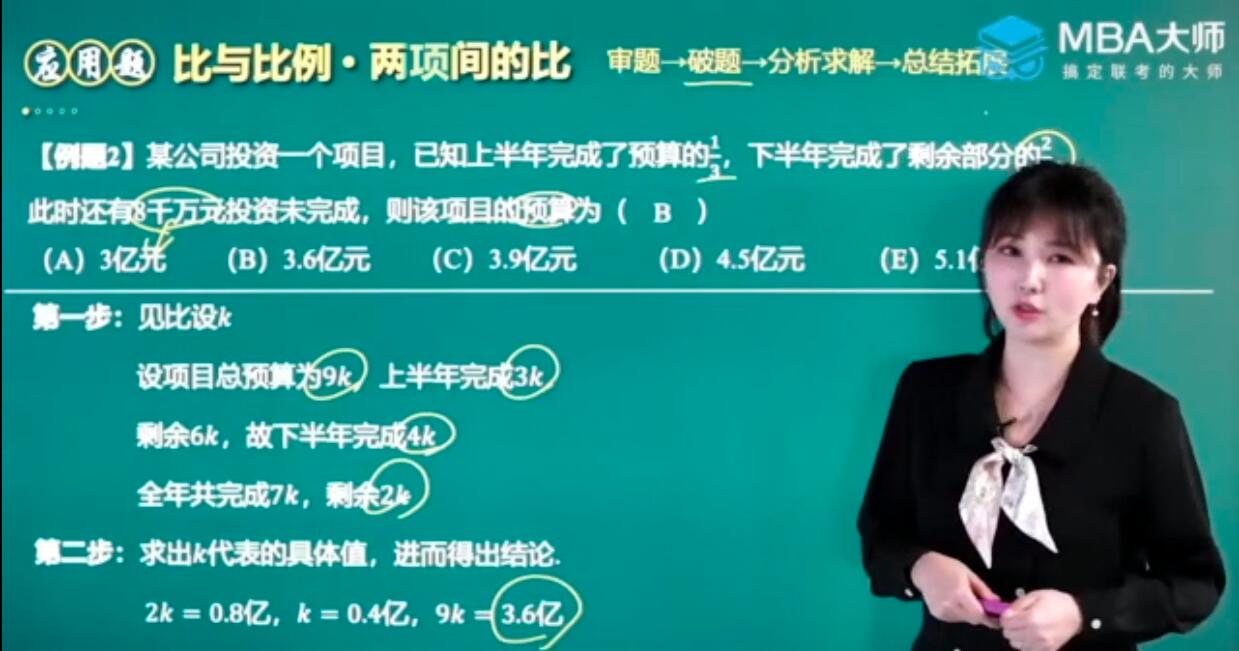 应用题 比与比例·两项间的比 审题→破题→分析求解→总结拓展
MBA大师
搞定联考的大师
【例题2】某公司投资一个项目，已知上半年完成了预算的1/3，下半年完成了剩余部分的2
此时还有8千万元投资未完成，则该项目的预算为（ B ）
（A）3亿元 （B）3.6亿元 （C）3.9亿元 （D）4.5亿元 （E）5.1亿
第一步：见比设k
设项目总预算为9k，上半年完成3k，
剩余6k，故下半年完成4k
全年共完成7k，剩余2k
第二步：求出k代表的具体值，进而得出结论.
2k = 0.8亿，k = 0.4亿，9k = 3.6亿